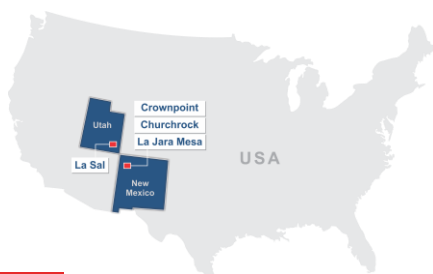 Crownpoint
Utah
Churchrock
La Jara Mesa
La Sal
USA
New
Mexico